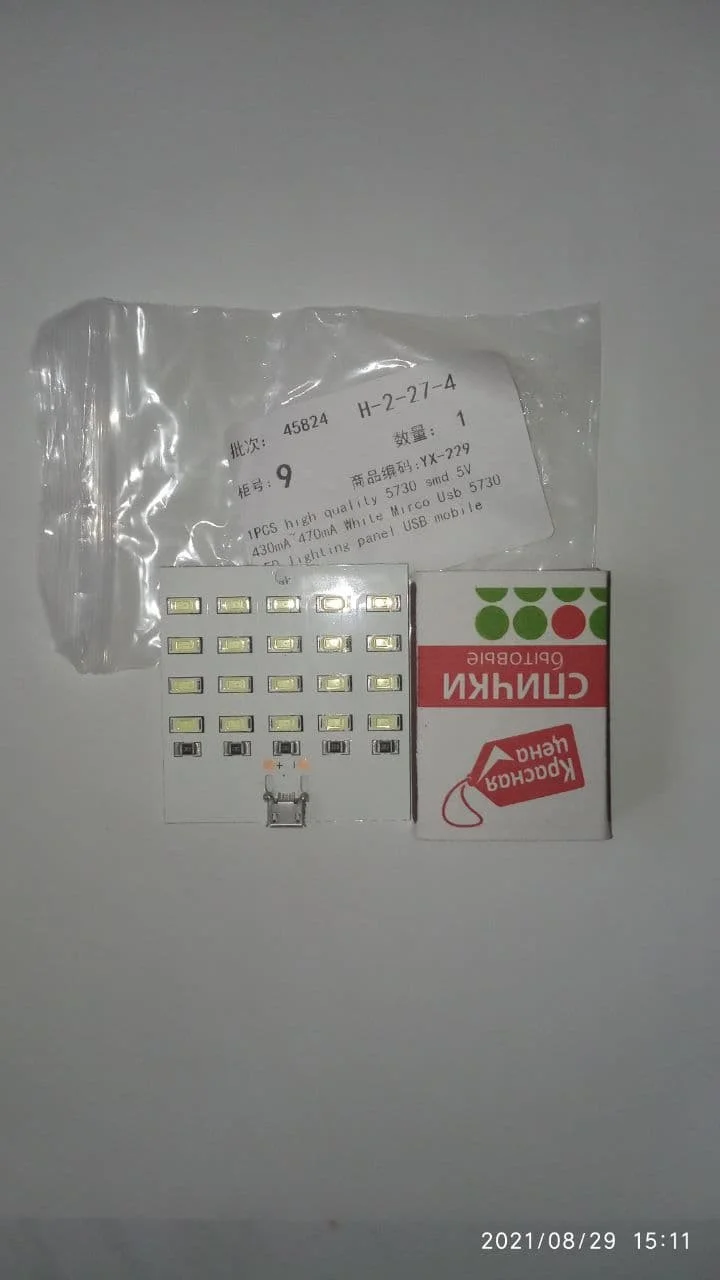 批次: 45824 H-2-27-4
柜号: 9 数量: 1
商品编码:YX-229
1PCS high quality 5730 smd 5V
430mA~470mA White Mirco Usb 5730
lighting panel USB mobile
+ -
СПИЧКИ
бытовые
Красная
цена
2021/08/29 15:11